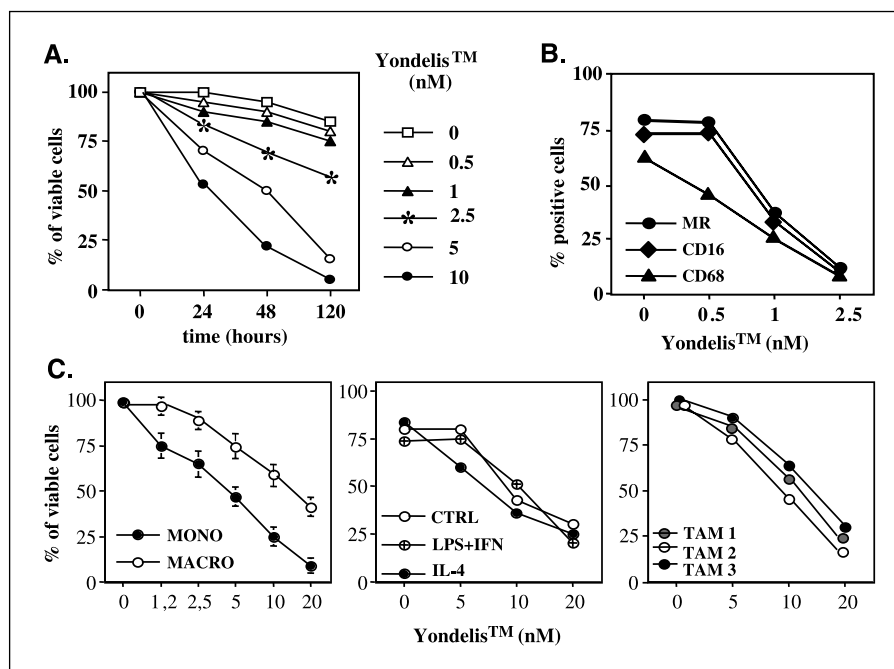 A.
% of viable cells
100
75
50
25
0
0 24 48 120
time (hours)
Yondelis™
(nM)
0
0.5
1
2.5
5
10
B.
% positive cells
100
75
50
25
0
MR
CD16
CD68
0 0.5 1 2.5
Yondelis™ (nM)
C.
% of viable cells
100
75
50
25
0
MONO
MACRO
0 1,2 2,5 5 10 20
100
75
50
25
0
CTRL
LPS+IFN
IL-4
0 5 10 20
Yondelis™ (nM)
100
75
50
25
0
TAM 1
TAM 2
TAM 3
0 5 10 20